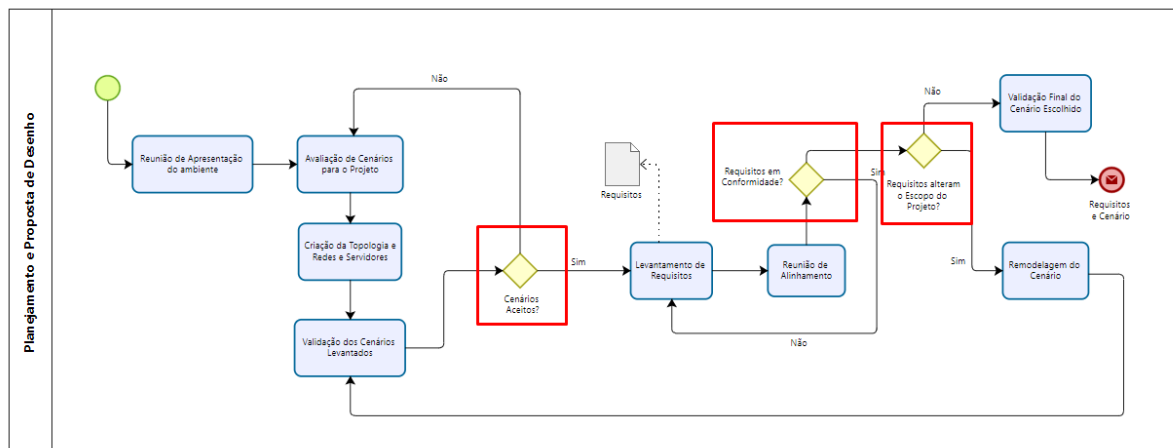 Planejamento e Proposta de Desenho
Reunião de Apresentação
do ambiente
Avaliação de Cenários
para o Projeto
Criação da Topologia e
Redes e Servidores
Validação dos Cenários
Levantados
Não
Cenários
Aceitos?
Sim
Requisitos
Levantamento de
Requisitos
Reunião de
Alinhamento
Requisitos em
Conformidade?
Sim
Não
Requisitos alteram
o Escopo do
Projeto?
Não
Validação Final do
Cenário Escolhido
Requisitos
e Cenário
Sim
Remodelagem do
Cenário